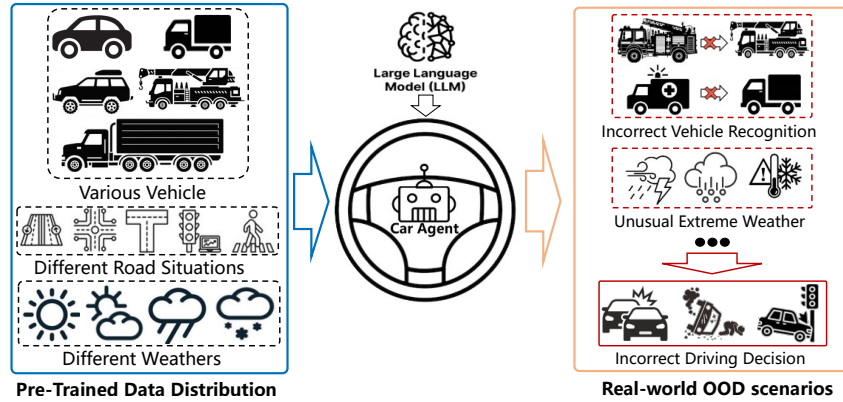 Various Vehicle
Different Road Situations
Different Weathers
Pre-Trained Data Distribution
Large Language
Model (LLM)
Car Agent
Incorrect Vehicle Recognition
Unusual Extreme Weather
Incorrect Driving Decision
Real-world OOD scenarios